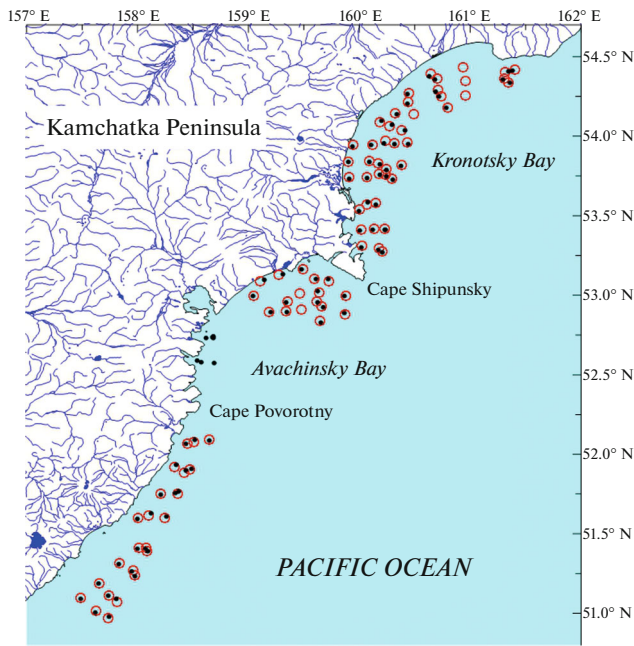 157° E 158° E 159° E 160° E 161° E 162° E
54.5° N
Kamchatka Peninsula
54.0° N
Kronotsky Bay
53.5° N
Cape Shipunsky
53.0° N
Avachinsky Bay
52.5° N
Cape Povorotny
52.0° N
51.5° N
PACIFIC OCEAN
51.0° N